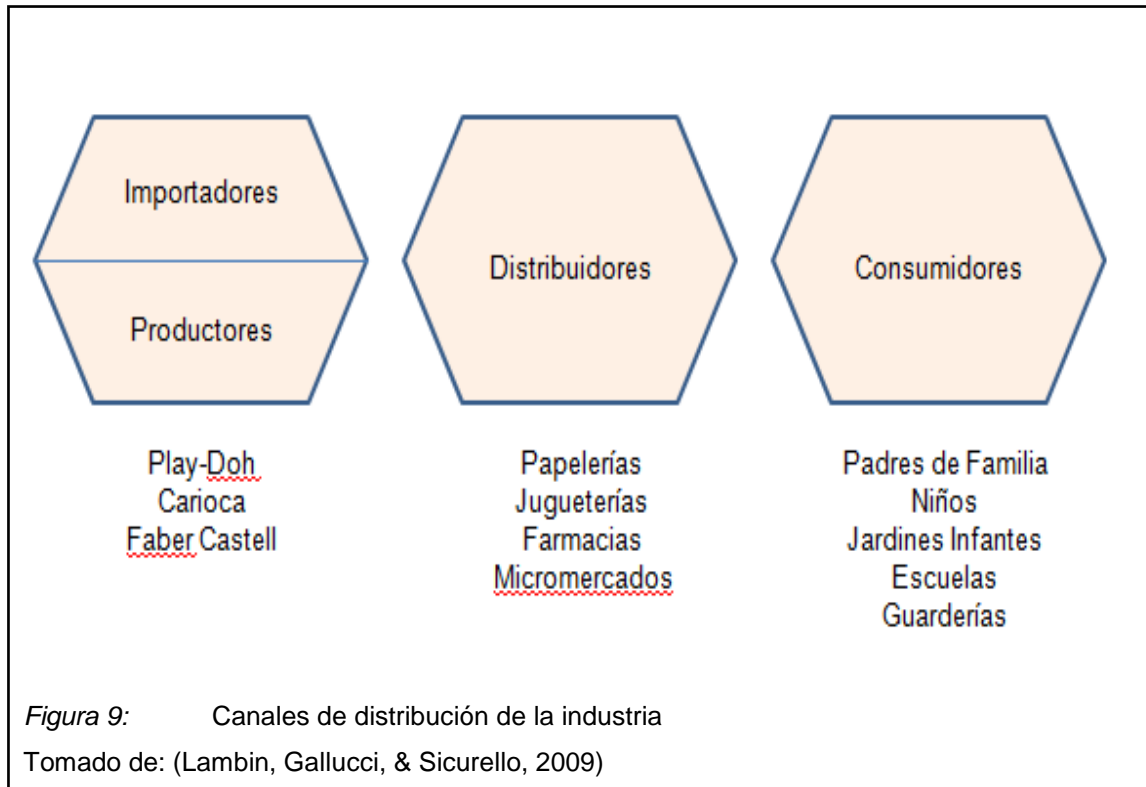 Importadores
Productores
Play-Doh
Carioca
Faber Castell
Distribuidores
Papelerías
Jugueterías
Farmacias
Micromercados
Consumidores
Padres de Familia
Niños
Jardines Infantes
Escuelas
Guarderías
Figura 9: Canales de distribución de la industria
Tomado de: (Lambin, Gallucci, & Sicurello, 2009)